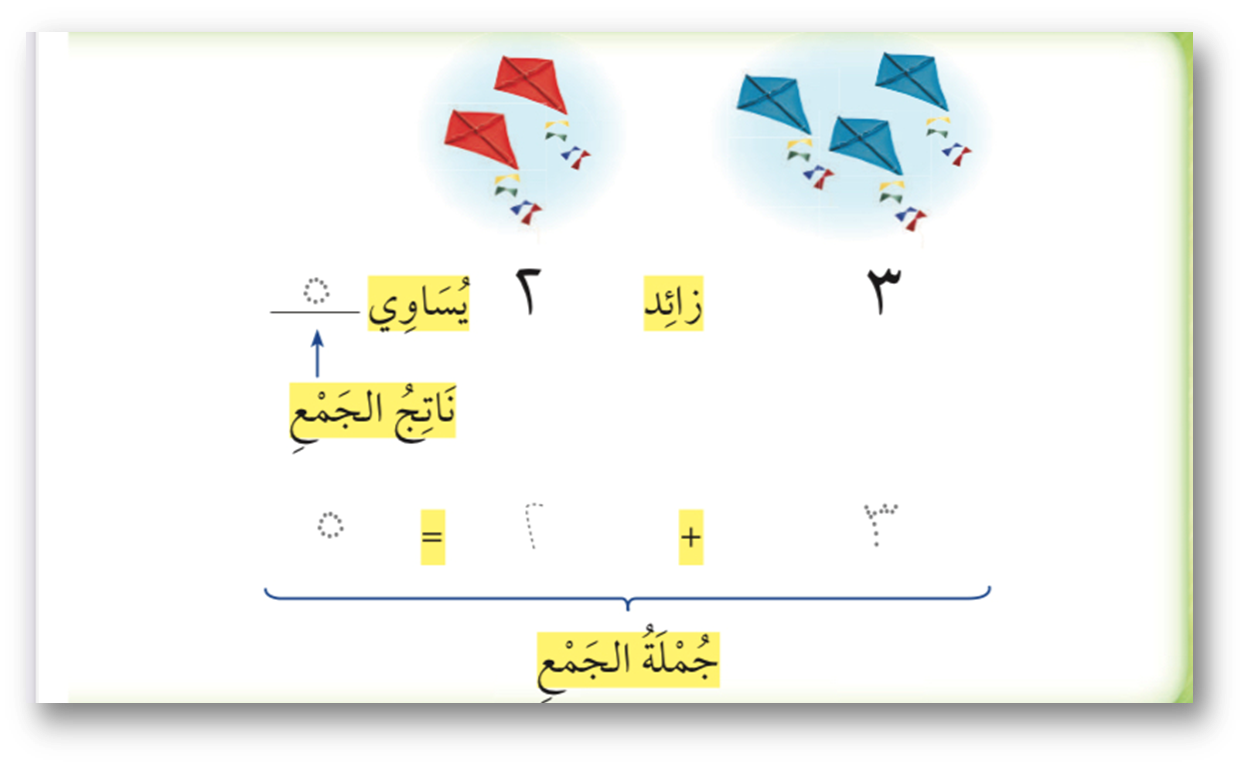 ٣ زائِد ٢ يُسَاوِي ٥
نَاتِجُ الجَمْعِ
٣ + ٢ = ٥
جُمْلَةُ الجَمْعِ